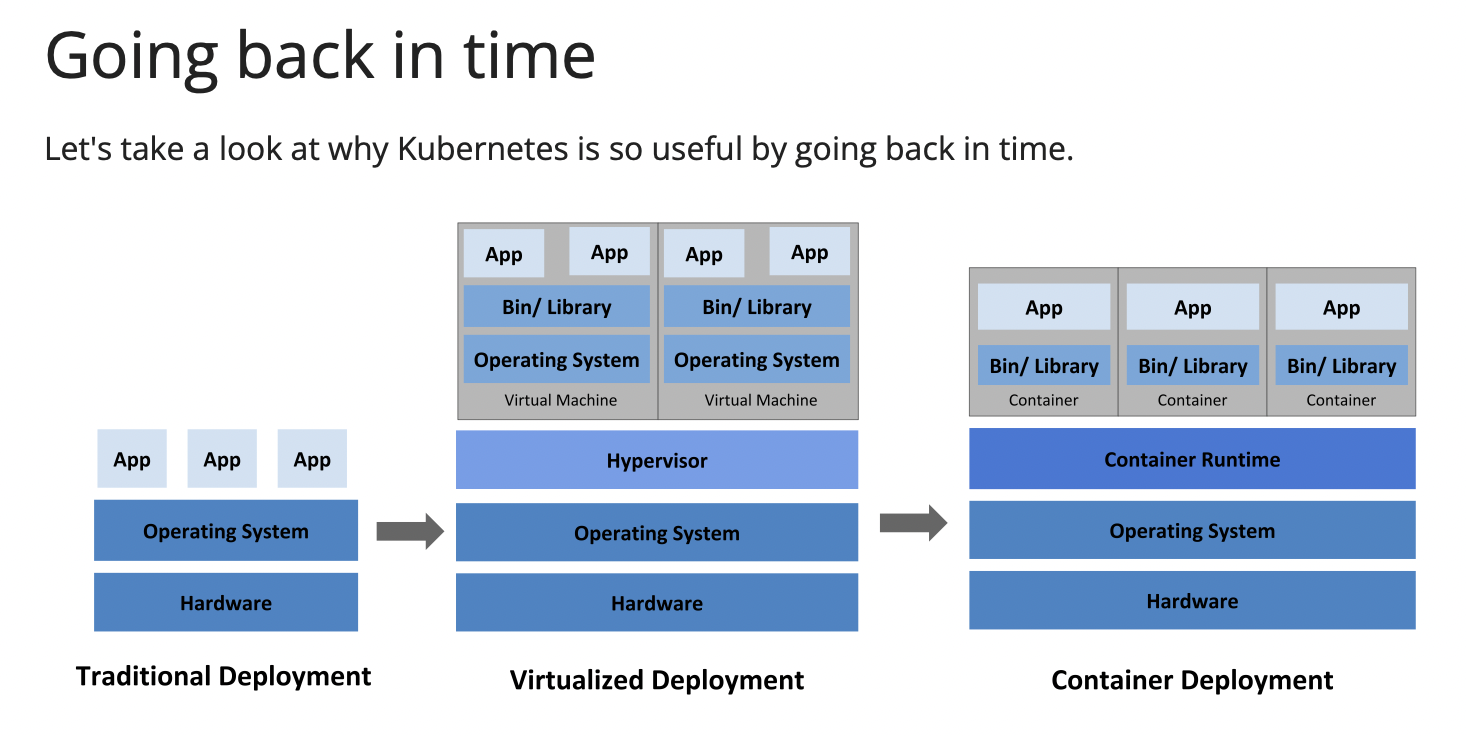 Going back in time
Let's take a look at why Kubernetes is so useful by going back in time.
App
App
App
Operating System
Hardware
Traditional Deployment
App
App
App
App
Bin/ Library
Bin/ Library
Operating System
Operating System
Virtual Machine
Virtual Machine
Hypervisor
Operating System
Hardware
Virtualized Deployment
App
App
App
Bin/ Library
Bin/ Library
Bin/ Library
Container
Container
Container
Container Runtime
Operating System
Hardware
Container Deployment